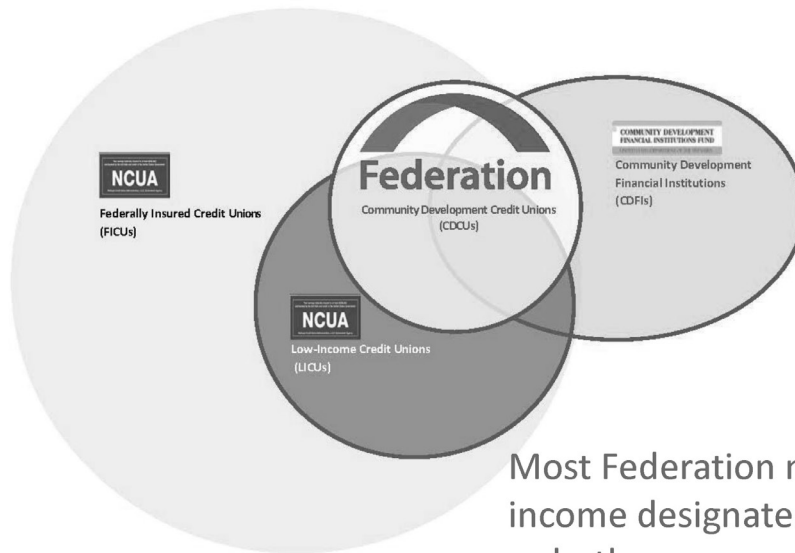 NCUA
Federally Insured Credit Unions
(FICUs)
Federation
Community Development Credit Unions
(CDCUs)
COMMUNITY DEVELOPMENT
FINANCIAL INSTITUTIONS FUND
Community Development
Financial Institutions
(CDFIs)
NCUA
Low-Income Credit Unions
(LICUs)
Most Federation
income designate